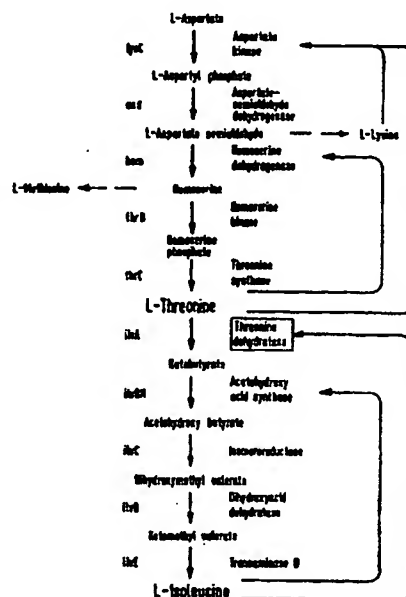 L-Aspartate
lysC
Aspartate
kinase
L-Aspartyl phosphate
asd
Aspartate-
semialdehyde
dehydrogenase
L-Aspartate semialdehyde
L-Lysine
hom
Homoserine
dehydrogenase
L-Methionine
Homoserine
thrB
Homoserine
kinase
Homoserine
phosphate
thrC
Threonine
synthase
L-Threonine
ilvA
Threonine
dehydratase
Ketobutyrate
ilvBN
Acetohydroxy
acid synthase
Acetohydroxy butyrate
ilvC
Isomeroreductase
Dihydroxymethyl valerate
ilvD
Dihydroxyacid
dehydratase
Ketomethyl valerate
ilvE
Transaminase B
L-Isoleucine